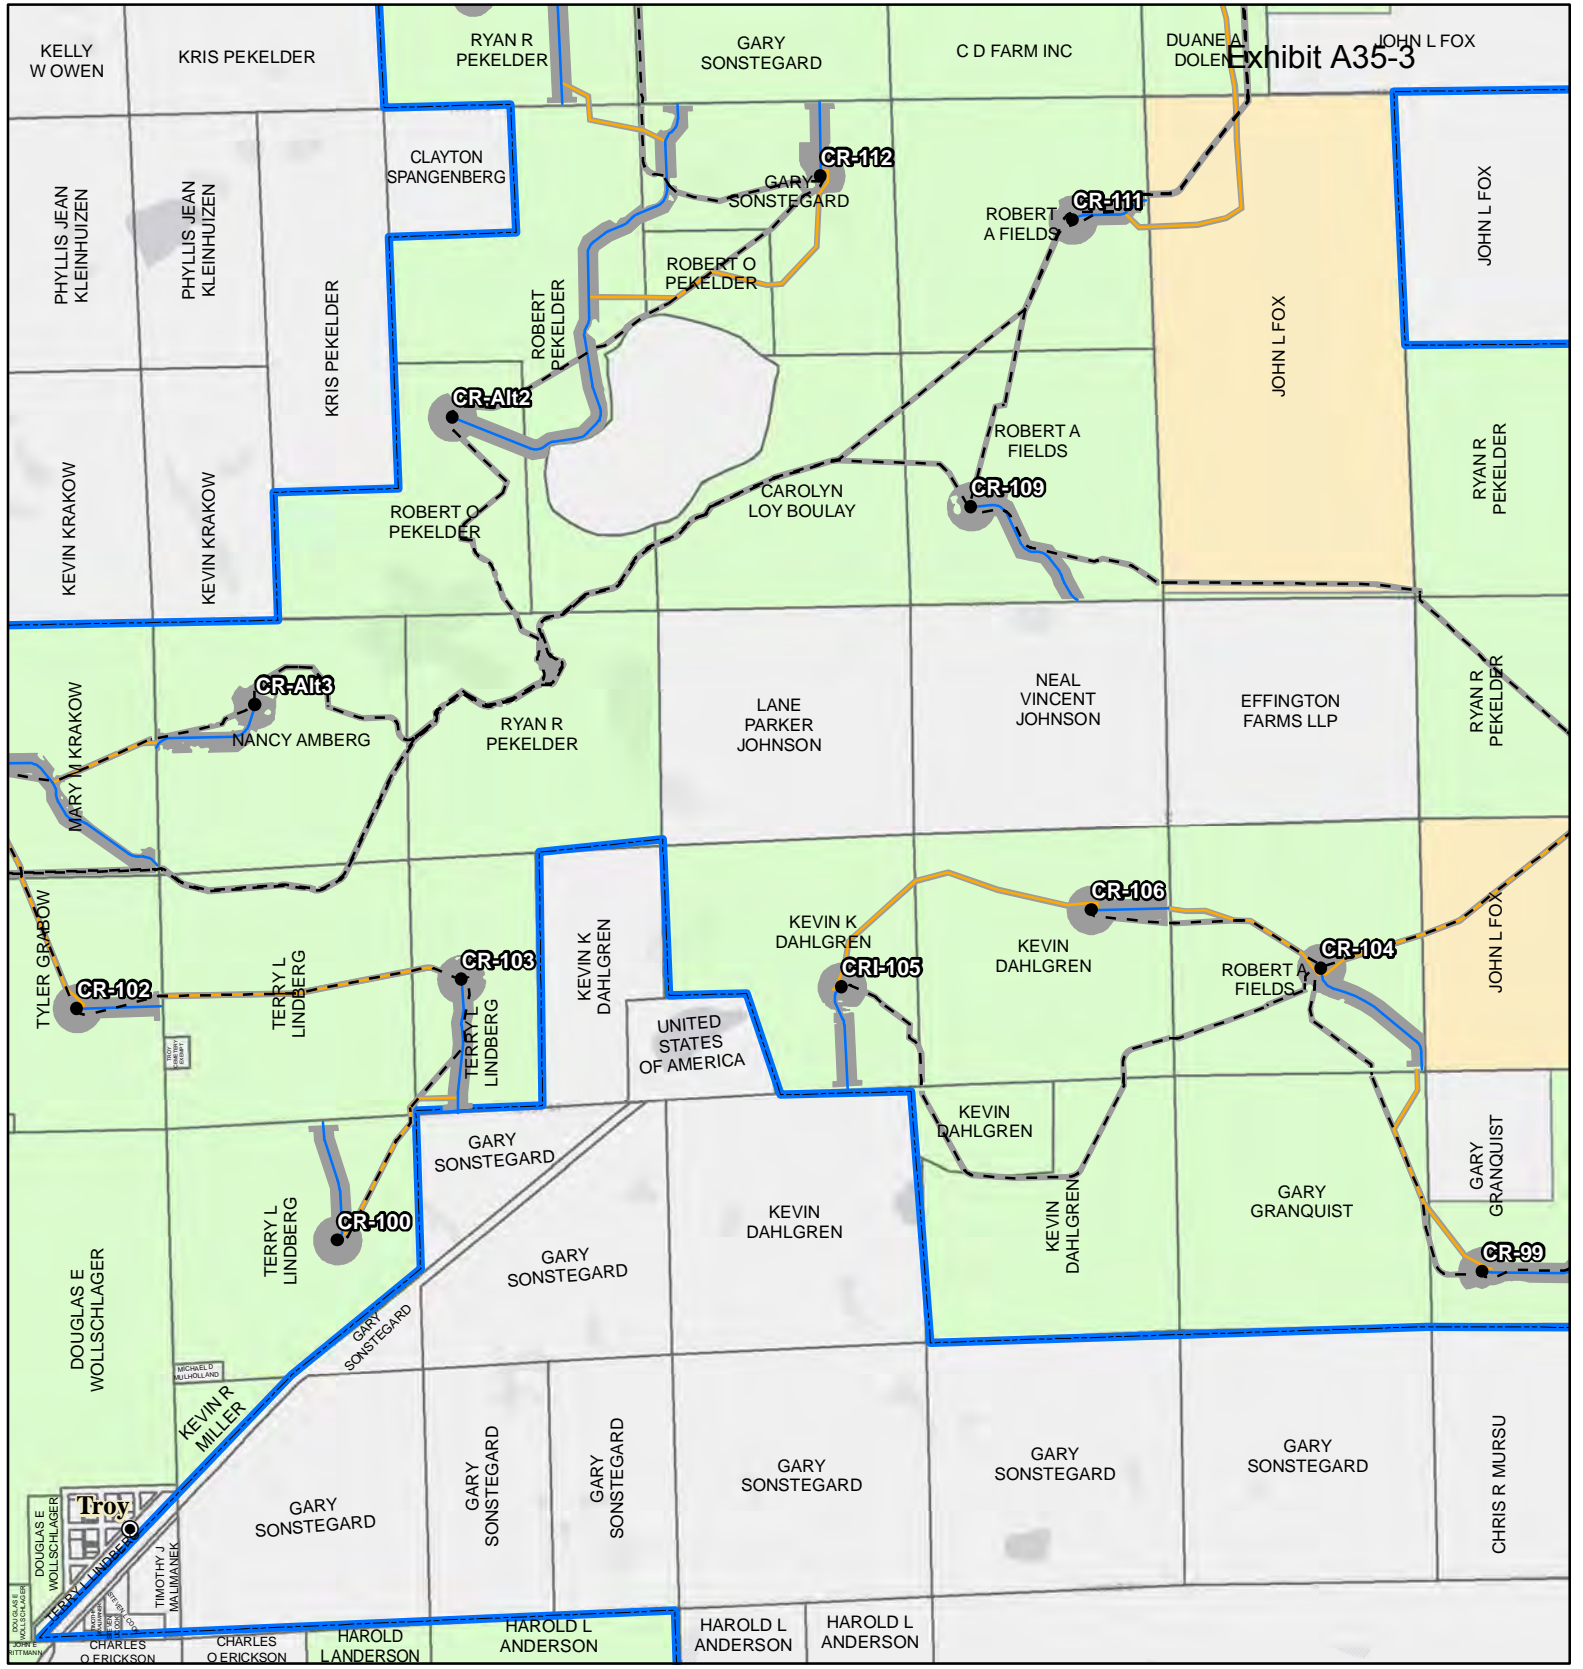 KELLY
W OWEN
KRIS PEKELDER
RYAN R
PEKELDER
GARY
SONSTEGARD
C D FARM INC
DUANE A
DOLEN
JOHN L FOX
Exhibit A35-3
CLAYTON
SPANGENBERG
PHYLLIS JEAN
KLEINHUIZEN
PHYLLIS JEAN
KLEINHUIZEN
KRIS PEKELDER
CR-112
GARY
SONSTEGARD
CR-111
ROBERT
A FIELDS
JOHN L FOX
JOHN L FOX
ROBERT O
PEKELDER
ROBERT
PEKELDER
CR-Alt2
ROBERT A
FIELDS
RYAN R
PEKELDER
KEVIN KRAKOW
KEVIN KRAKOW
ROBERT O
PEKELDER
CAROLYN
LOY BOULAY
CR-109
CR-Alt3
NANCY AMBERG
MARY M KRAKOW
RYAN R
PEKELDER
LANE
PARKER
JOHNSON
NEAL
VINCENT
JOHNSON
EFFINGTON
FARMS LLP
RYAN R
PEKELDER
TYLER GRABOW
CR-102
TERRY L
LINDBERG
CR-103
TERRY L
LINDBERG
KEVIN K
DAHLGREN
UNITED
STATES
OF AMERICA
KEVIN K
DAHLGREN
CRI-105
CR-106
KEVIN
DAHLGREN
CR-104
ROBERT A
FIELDS
JOHN L FOX
TROY
CEMETERY
EXEMPT
GARY
SONSTEGARD
KEVIN
DAHLGREN
GARY
GRANQUIST
TERRY L
LINDBERG
CR-100
KEVIN
DAHLGREN
KEVIN
DAHLGREN
GARY
GRANQUIST
CR-99
DOUGLAS E
WOLLSCHLAGER
GARY
SONSTEGARD
GARY
SONSTEGARD
MICHAEL D
MULHOLLAND
KEVIN R
MILLER
GARY
SONSTEGARD
GARY
SONSTEGARD
GARY
SONSTEGARD
GARY
SONSTEGARD
GARY
SONSTEGARD
GARY
SONSTEGARD
CHRIS R MURSU
Troy
DOUGLAS E
WOLLSCHLAGER
TERRY L LINDBERG
TIMOTHY J
MALIMANEK
DOUGLAS E
WOLLSCHLAGER
CHARLES
O ERICKSON
CHARLES
O ERICKSON
HAROLD
LANDERSON
HAROLD L
ANDERSON
HAROLD L
ANDERSON
HAROLD L
ANDERSON